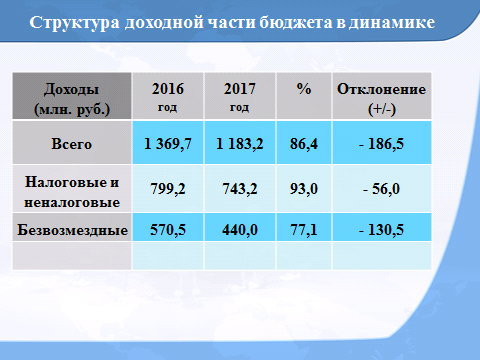 Структура доходной части бюджета в динамике
Доходы (млн. руб.) 2016 год 2017 год % Отклонение (+/-)
Всего 1 369,7 1 183,2 86,4 - 186,5
Налоговые и неналоговые 799,2 743,2 93,0 - 56,0
Безвозмездные 570,5 440,0 77,1 - 130,5